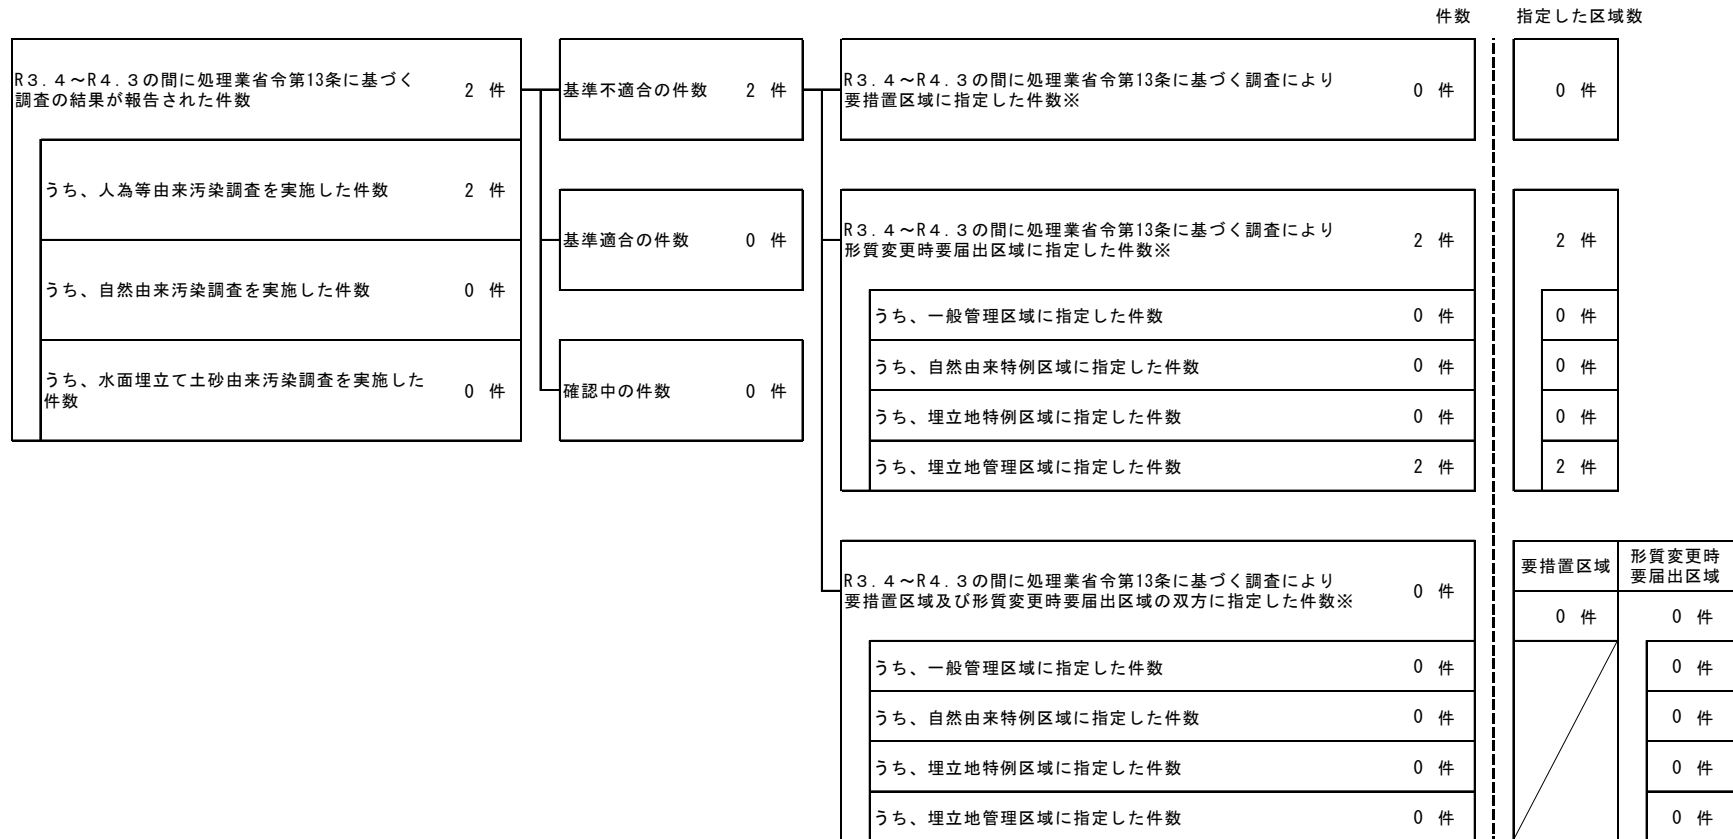 件数 指定した区域数
R3.4～R4.3の間に処理業省令第13条に基づく
調査の結果が報告された件数 2 件
うち、人為等由来汚染調査を実施した件数 2 件
うち、自然由来汚染調査を実施した件数 0 件
うち、水面埋立て土砂由来汚染調査を実施した
件数 0 件
基準不適合の件数 2 件
基準適合の件数 0 件
確認中の件数 0 件
R3.4～R4.3の間に処理業省令第13条に基づく調査により
要措置区域に指定した件数※ 0 件
0 件
R3.4～R4.3の間に処理業省令第13条に基づく調査により
形質変更時要届出区域に指定した件数※ 2 件
2 件
うち、一般管理区域に指定した件数 0 件
0 件
うち、自然由来特例区域に指定した件数 0 件
0 件
うち、埋立地特例区域に指定した件数 0 件
0 件
うち、埋立地管理区域に指定した件数 2 件
2 件
R3.4～R4.3の間に処理業省令第13条に基づく調査により
要措置区域及び形質変更時要届出区域の双方に指定した件数※ 0 件
要措置区域
形質変更時
要届出区域
0 件 0 件
うち、一般管理区域に指定した件数 0 件
0 件
うち、自然由来特例区域に指定した件数 0 件
0 件
うち、埋立地特例区域に指定した件数 0 件
0 件
うち、埋立地管理区域に指定した件数 0 件
0 件